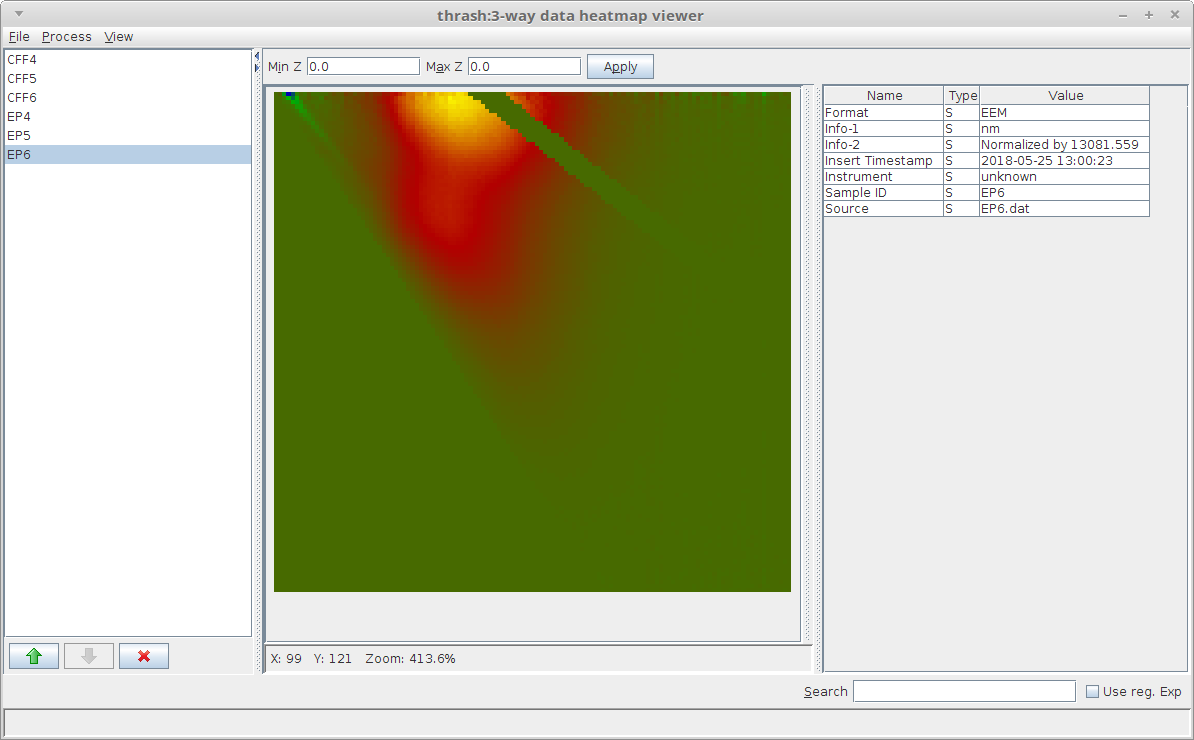 thrash:3-way data heatmap viewer
File Process View
CFF4
CFF5
CFF6
EP4
EP5
EP6
Min Z 0.0 Max Z 0.0 Apply
Name Type Value
Format S EEM
Info-1 S nm
Info-2 S Normalized by 13081.559
Insert Timestamp S 2018-05-25 13:00:23
Instrument S unknown
Sample ID S EP6
Source S EP6.dat
X: 99 Y: 121 Zoom: 413.6%
Search Use reg. Exp